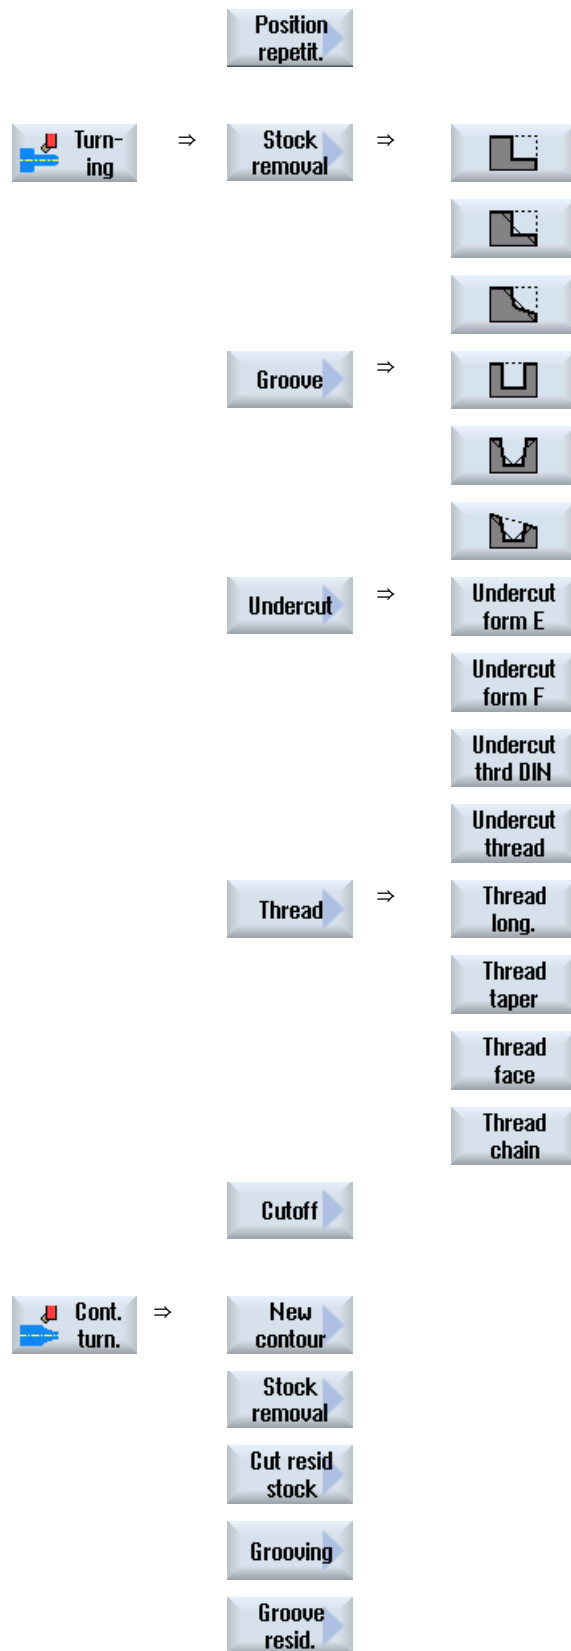 Position
repetit.
Turn-
ing
⇒
Stock
removal
⇒
Groove
⇒
Undercut
⇒
Undercut
form E
Undercut
form F
Undercut
thrd DIN
Undercut
thread
Thread
⇒
Thread
long.
Thread
taper
Thread
face
Thread
chain
Cutoff
Cont.
turn.
⇒
New
contour
Stock
removal
Cut resid
stock
Grooving
Groove
resid.